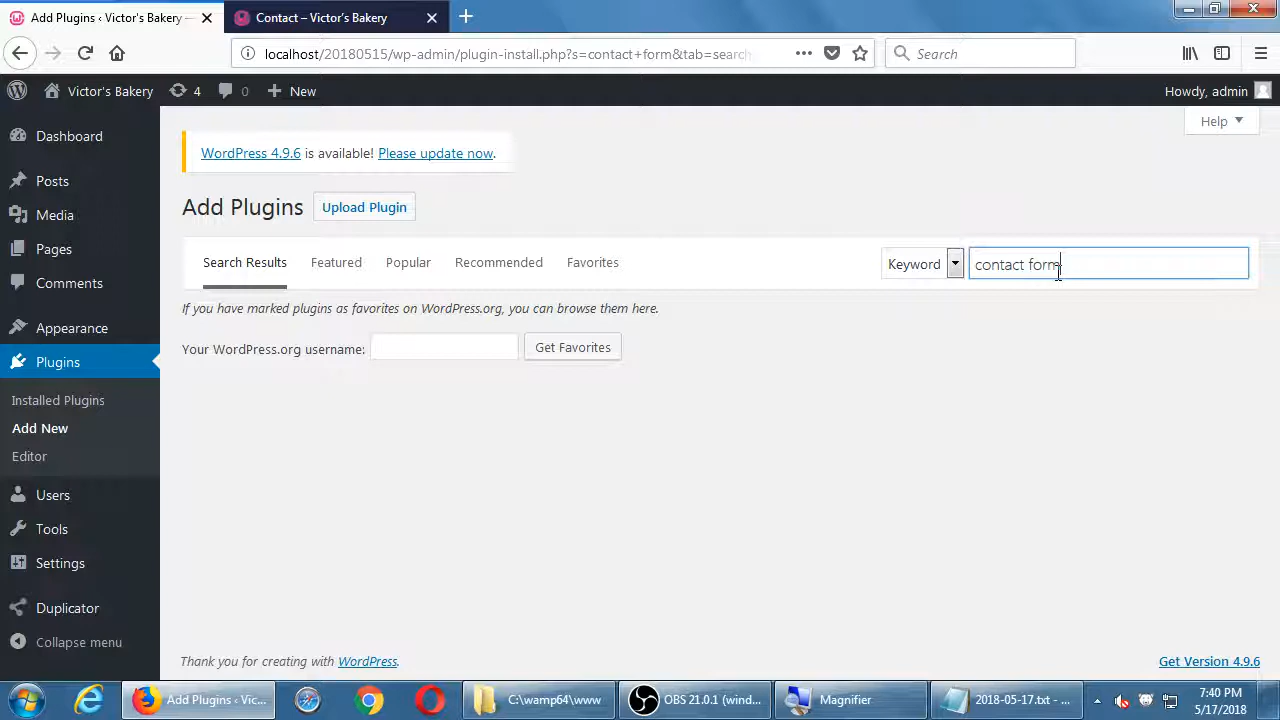 Add Plugins ‹ Victor's Bakery —
Contact – Victor's Bakery
localhost/20180515/wp-admin/plugin-install.php?s=contact+form&tab=search
Search
Victor's Bakery
4
0
New
Howdy, admin
Help
WordPress 4.9.6 is available! Please update now.
Add Plugins
Upload Plugin
Search Results
Featured
Popular
Recommended
Favorites
Keyword
contact form
If you have marked plugins as favorites on WordPress.org, you can browse them here.
Your WordPress.org username:
Get Favorites
Dashboard
Posts
Media
Pages
Comments
Appearance
Plugins
Installed Plugins
Add New
Editor
Users
Tools
Settings
Duplicator
Collapse menu
Thank you for creating with WordPress.
Get Version 4.9.6
Add Plugins ‹ Vic...
C:\wamp64\www
OBS 21.0.1 (wind...
Magnifier
2018-05-17.txt - ...
7:40 PM
5/17/2018